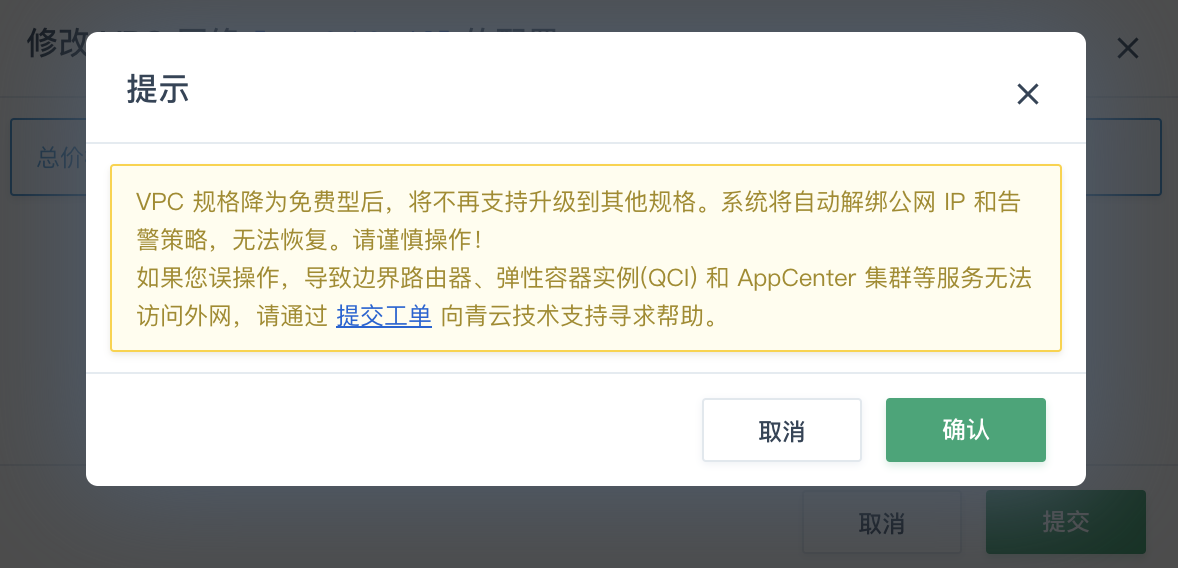 修改
提示
总价
VPC 规格降为免费型后，将不再支持升级到其他规格。系统将自动解绑公网 IP 和告
警策略，无法恢复。请谨慎操作！
如果您误操作，导致边界路由器、弹性容器实例(QCI) 和 AppCenter 集群等服务无法
访问外网，请通过 提交工单 向青云技术支持寻求帮助。
取消
确认
取消
提交